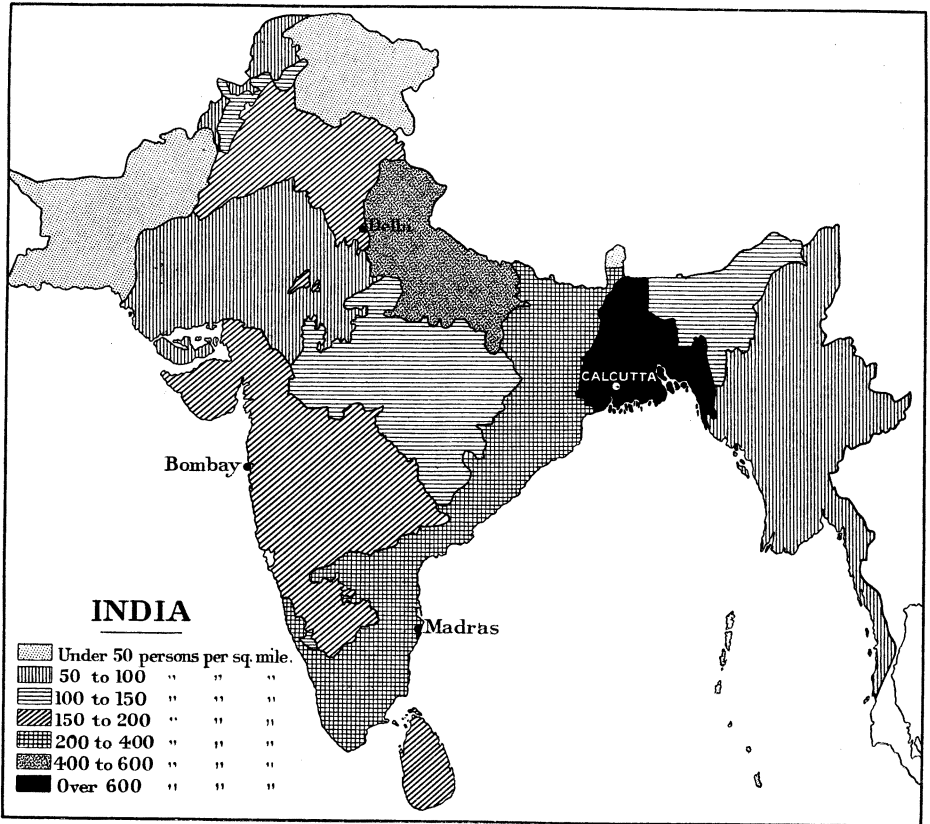 Delhi
CALCUTTA
Bombay
Madras
INDIA
Under 50 persons per sq. mile.
50 to 100 " " "
100 to 150 " " "
150 to 200 " " "
200 to 400 " " "
400 to 600 " " "
Over 600 " " "